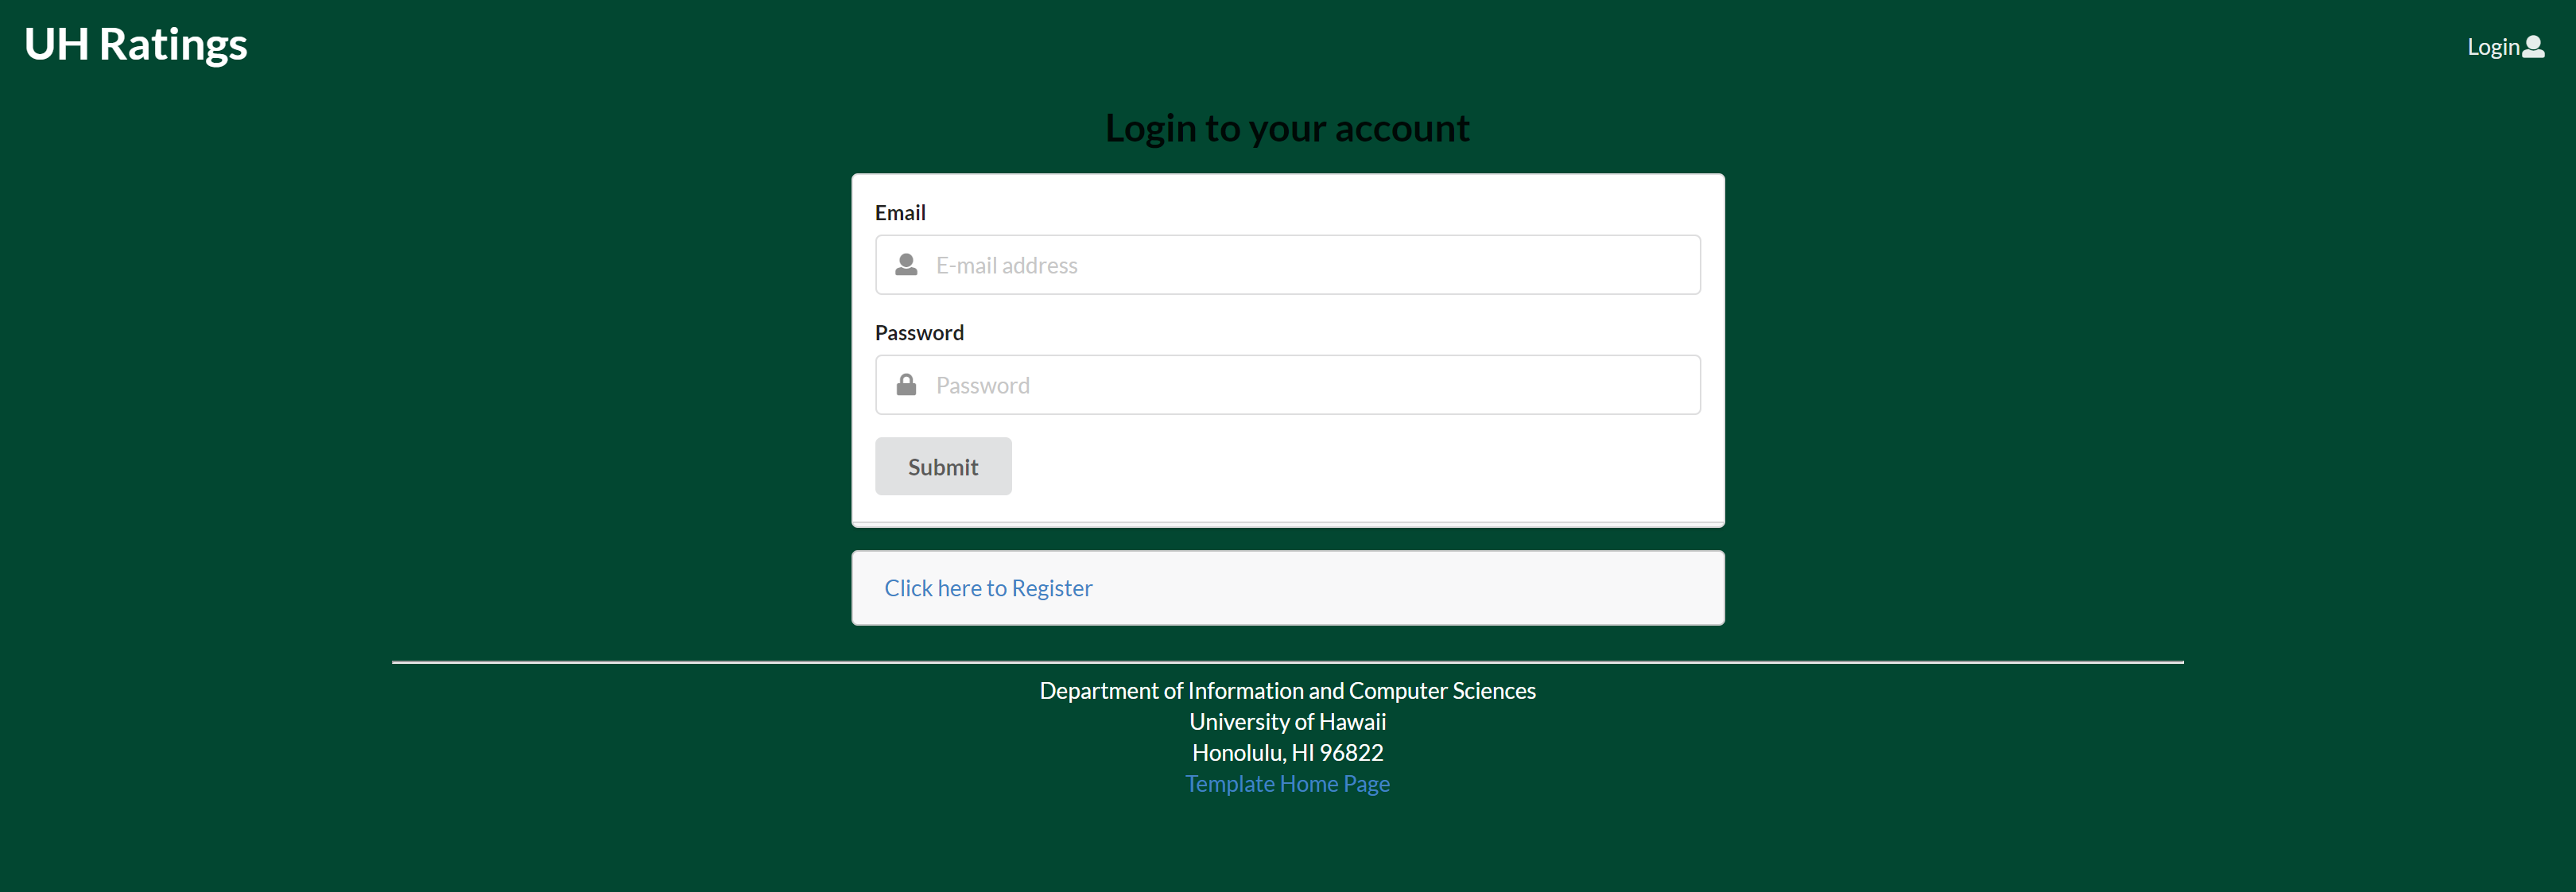 UH Ratings
Login
Login to your account
Email
E-mail address
Password
Password
Submit
Click here to Register
Department of Information and Computer Sciences
University of Hawaii
Honolulu, HI 96822
Template Home Page